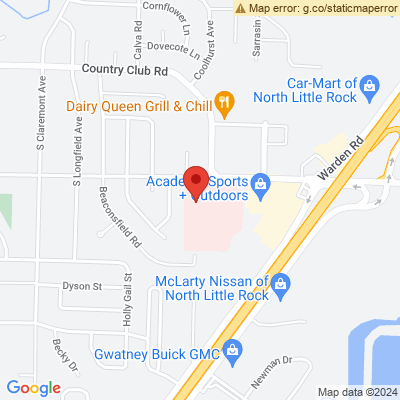 Map error: g.co/staticmaperror
Cornflower Ln
Calva Rd
Dovecote Ln
Coolhurst Ave
Sarrasin
Country Club Rd
Car-Mart of
North Little Rock
Dairy Queen Grill & Chill
S Claremont Ave
S Longfield Ave
Warden Rd
Academy Sports
+ Outdoors
Beaconsfield Rd
McLarty Nissan of
North Little Rock
Dyson St
Holly Gail St
Gwatney Buick GMC
Becky Dr
Newman Dr
Google
Map data ©2024